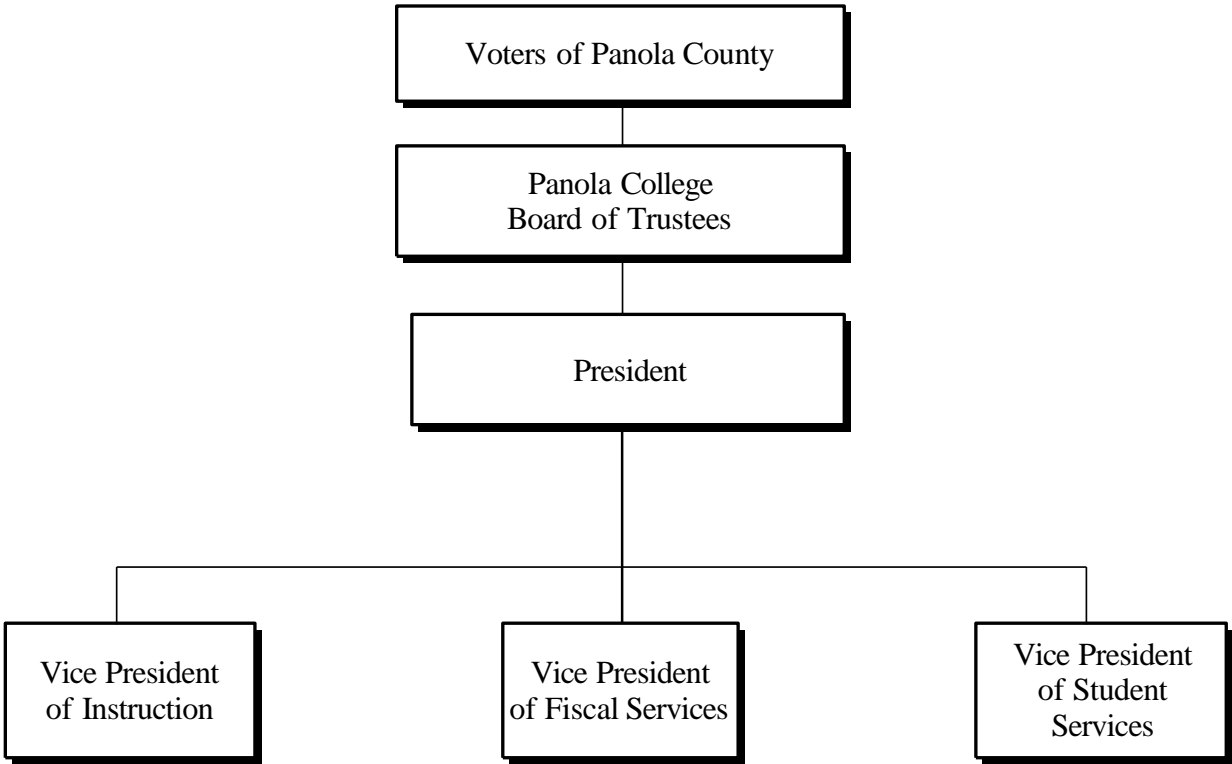 Voters of Panola County
Panola College
Board of Trustees
President
Vice President
of Instruction
Vice President
of Fiscal Services
Vice President
of Student
Services